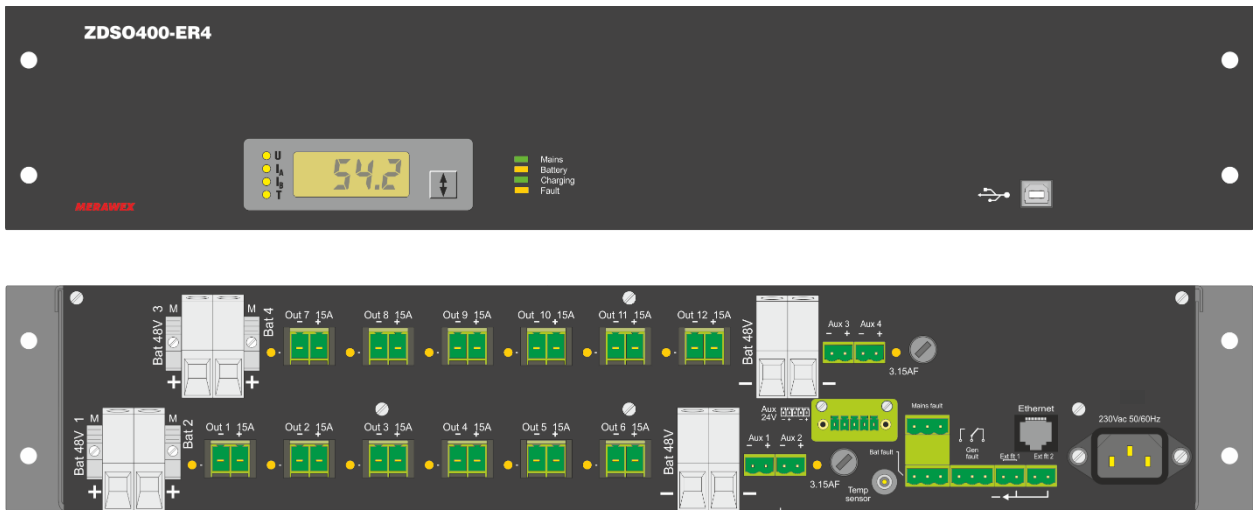 ZDSO400-ER4
U
IA
IB
T
54.2
Mains
Battery
Charging
Fault
MERAWEX
Bat 48V 3 M
M Bat 4
Out 7 15A
- +
Out 8 15A
- +
Out 9 15A
- +
Out 10 15A
- +
Out 11 15A
- +
Out 12 15A
- +
Bat 48V
Aux 3 Aux 4
- + - +
3.15AF
+ +
- -
Bat 48V 1 M
M Bat 2
Out 1 15A
- +
Out 2 15A
- +
Out 3 15A
- +
Out 4 15A
- +
Out 5 15A
- +
Out 6 15A
- +
Bat 48V
Aux
24V
- + - +
Aux 1 Aux 2
- + - +
3.15AF
Mains fault
Bat fault
Temp
sensor
Gen
fault
Ethernet
Ext flt 1 Ext flt 2
-
230Vac 50/60Hz
+ +
- -